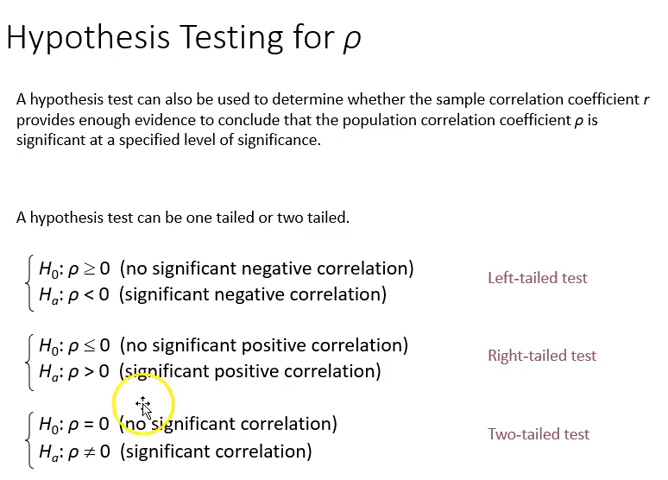 Hypothesis Testing for ρ
A hypothesis test can also be used to determine whether the sample correlation coefficient r
provides enough evidence to conclude that the population correlation coefficient ρ is
significant at a specified level of significance.
A hypothesis test can be one tailed or two tailed.
H₀: ρ ≥ 0 (no significant negative correlation)
Hₐ: ρ < 0 (significant negative correlation)
Left-tailed test
H₀: ρ ≤ 0 (no significant positive correlation)
Hₐ: ρ > 0 (significant positive correlation)
Right-tailed test
H₀: ρ = 0 (no significant correlation)
Hₐ: ρ ≠ 0 (significant correlation)
Two-tailed test